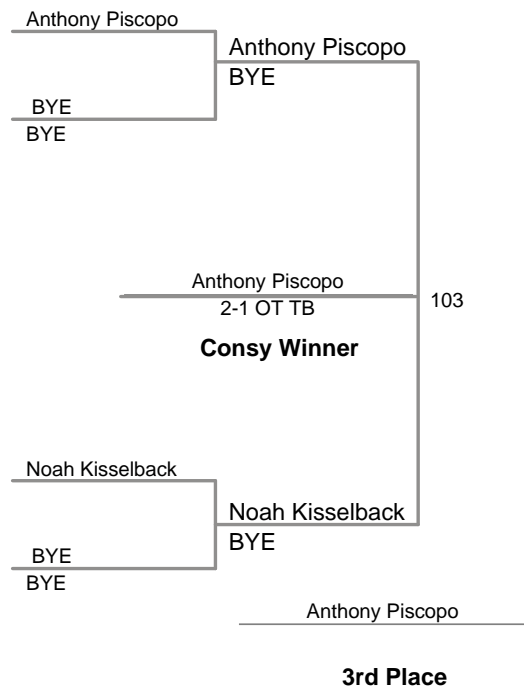 Anthony Piscopo
Anthony Piscopo
BYE
BYE
BYE
Anthony Piscopo
2-1 OT TB
103
Consy Winner
Noah Kisselback
Noah Kisselback
BYE
BYE
BYE
Anthony Piscopo
3rd Place